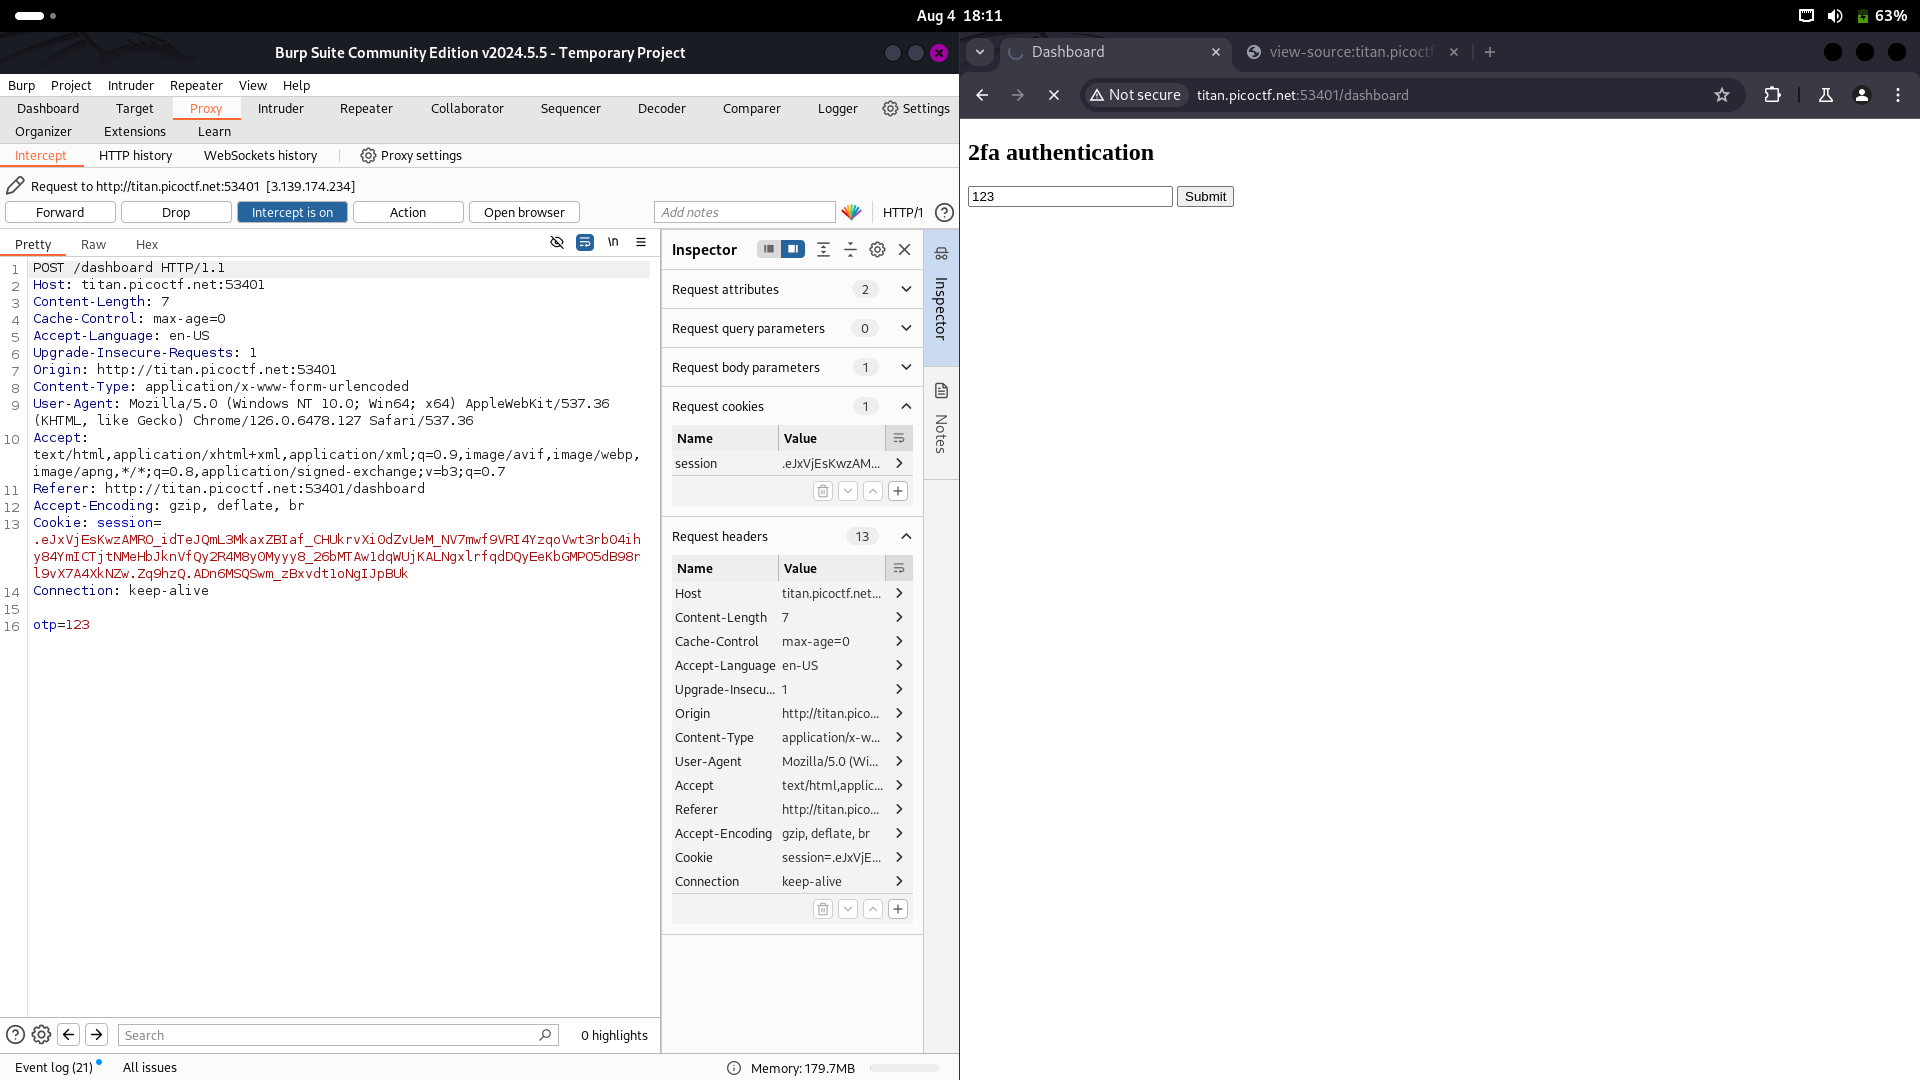 Aug 4 18:11
63%
Burp Suite Community Edition v2024.5.5 - Temporary Project
Burp Project Intruder Repeater View Help
Dashboard Target Proxy Intruder Repeater Collaborator Sequencer Decoder Comparer Logger Settings
Organizer Extensions Learn
Intercept HTTP history WebSockets history Proxy settings
Request to http://titan.picoctf.net:53401 [3.139.174.234]
Forward Drop Intercept is on Action Open browser Add notes HTTP/1
Pretty Raw Hex \n
1 POST /dashboard HTTP/1.1
2 Host: titan.picoctf.net:53401
3 Content-Length: 7
4 Cache-Control: max-age=0
5 Accept-Language: en-US
6 Upgrade-Insecure-Requests: 1
7 Origin: http://titan.picoctf.net:53401
8 Content-Type: application/x-www-form-urlencoded
9 User-Agent: Mozilla/5.0 (Windows NT 10.0; Win64; x64) AppleWebKit/537.36
(KHTML, like Gecko) Chrome/126.0.6478.127 Safari/537.36
10 Accept:
text/html,application/xhtml+xml,application/xml;q=0.9,image/avif,image/webp,
image/apng,*/*;q=0.8,application/signed-exchange;v=b3;q=0.7
11 Referer: http://titan.picoctf.net:53401/dashboard
12 Accept-Encoding: gzip, deflate, br
13 Cookie: session=
.eJxVjEsKwzAMRO_idTeJQmL3MkaxZBIaf_CHUkrvXi0dZvUeM_NV7mwf9VRI4YzqoVwt3rb04ih
y84YmICTjtNMeHbJknVfQy2R4M8y0Myyy8_26bMTAw1dqWUjKALNgxlrfqdDQyEeKbGMP05dB98r
l9vX7A4XkNZw.Zq9hzQ.ADn6MSQSwm_zBxvdt1oNgIJpBUk
14 Connection: keep-alive
15
16 otp=123
Inspector
Request attributes 2
Request query parameters 0
Request body parameters 1
Request cookies 1
Name Value
session .eJxVjEsKwzAM...
Request headers 13
Name Value
Host titan.picoctf.net...
Content-Length 7
Cache-Control max-age=0
Accept-Language en-US
Upgrade-Insecu... 1
Origin http://titan.pico...
Content-Type application/x-w...
User-Agent Mozilla/5.0 (Wi...
Accept text/html,applic...
Referer http://titan.pico...
Accept-Encoding gzip, deflate, br
Cookie session=.eJxVjE...
Connection keep-alive
Inspector
Notes
Search
0 highlights
Event log (21) All issues
Memory: 179.7MB
Dashboard
view-source:titan.picoctf
Not secure titan.picoctf.net:53401/dashboard
2fa authentication
123 Submit